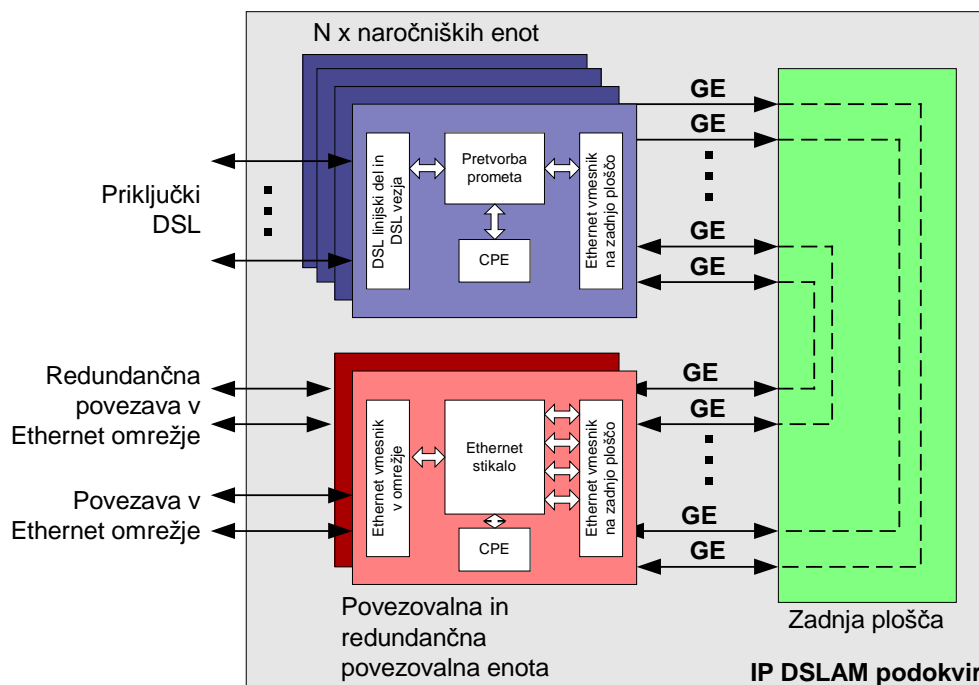 N x naročniških enot
GE
GE
Priključki
DSL
DSL linijski del in
DSL vezja
Pretvorba
prometa
CPE
Ethernet vmesnik
na zadnjo ploščo
GE
GE
Redundančna
povezava v
Ethernet omrežje
Povezava v
Ethernet omrežje
Ethernet vmesnik
v omrežje
Ethernet
stikalo
CPE
Ethernet vmesnik
na zadnjo ploščo
GE
GE
GE
GE
Povezovalna in
redundančna
povezovalna enota
Zadnja plošča
IP DSLAM podokvir